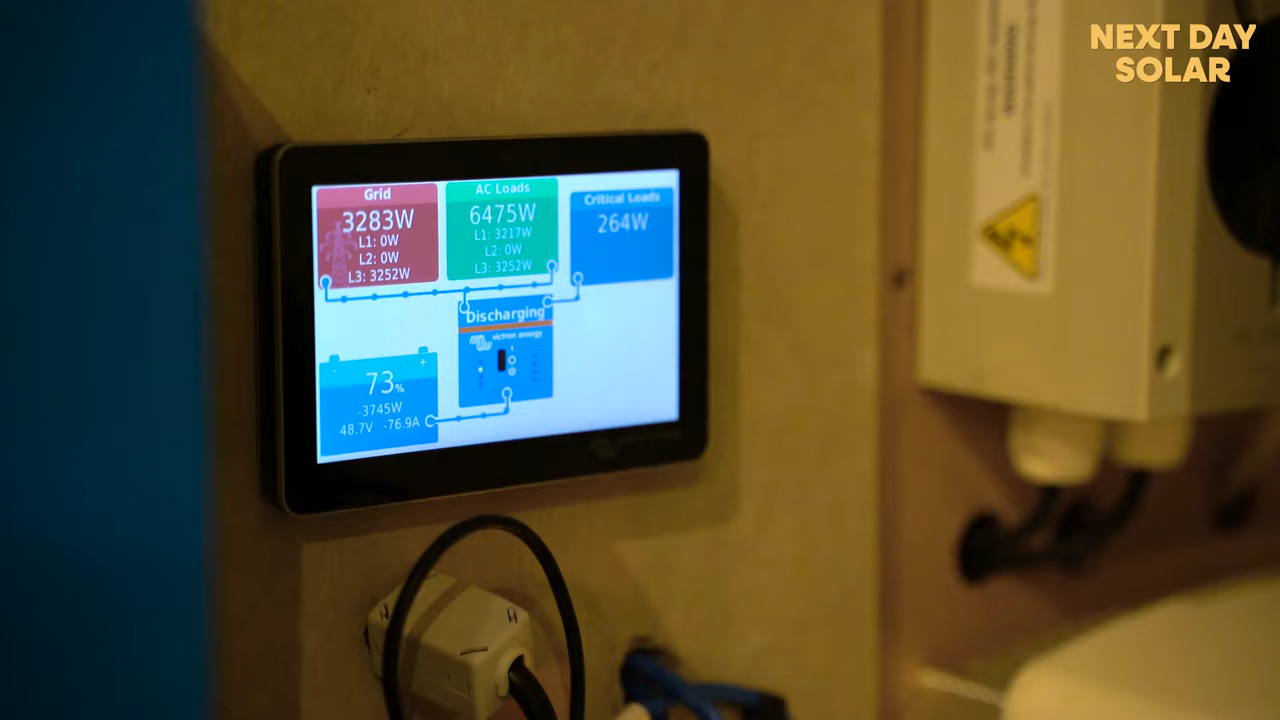 NEXT DAY
SOLAR
Grid
3283W
L1: 0W
L2: 0W
L3: 3252W
AC Loads
6475W
L1: 3217W
L2: 0W
L3: 3252W
Critical Loads
264W
Discharging
victron energy
73%
-3745W
48.7V -76.9A